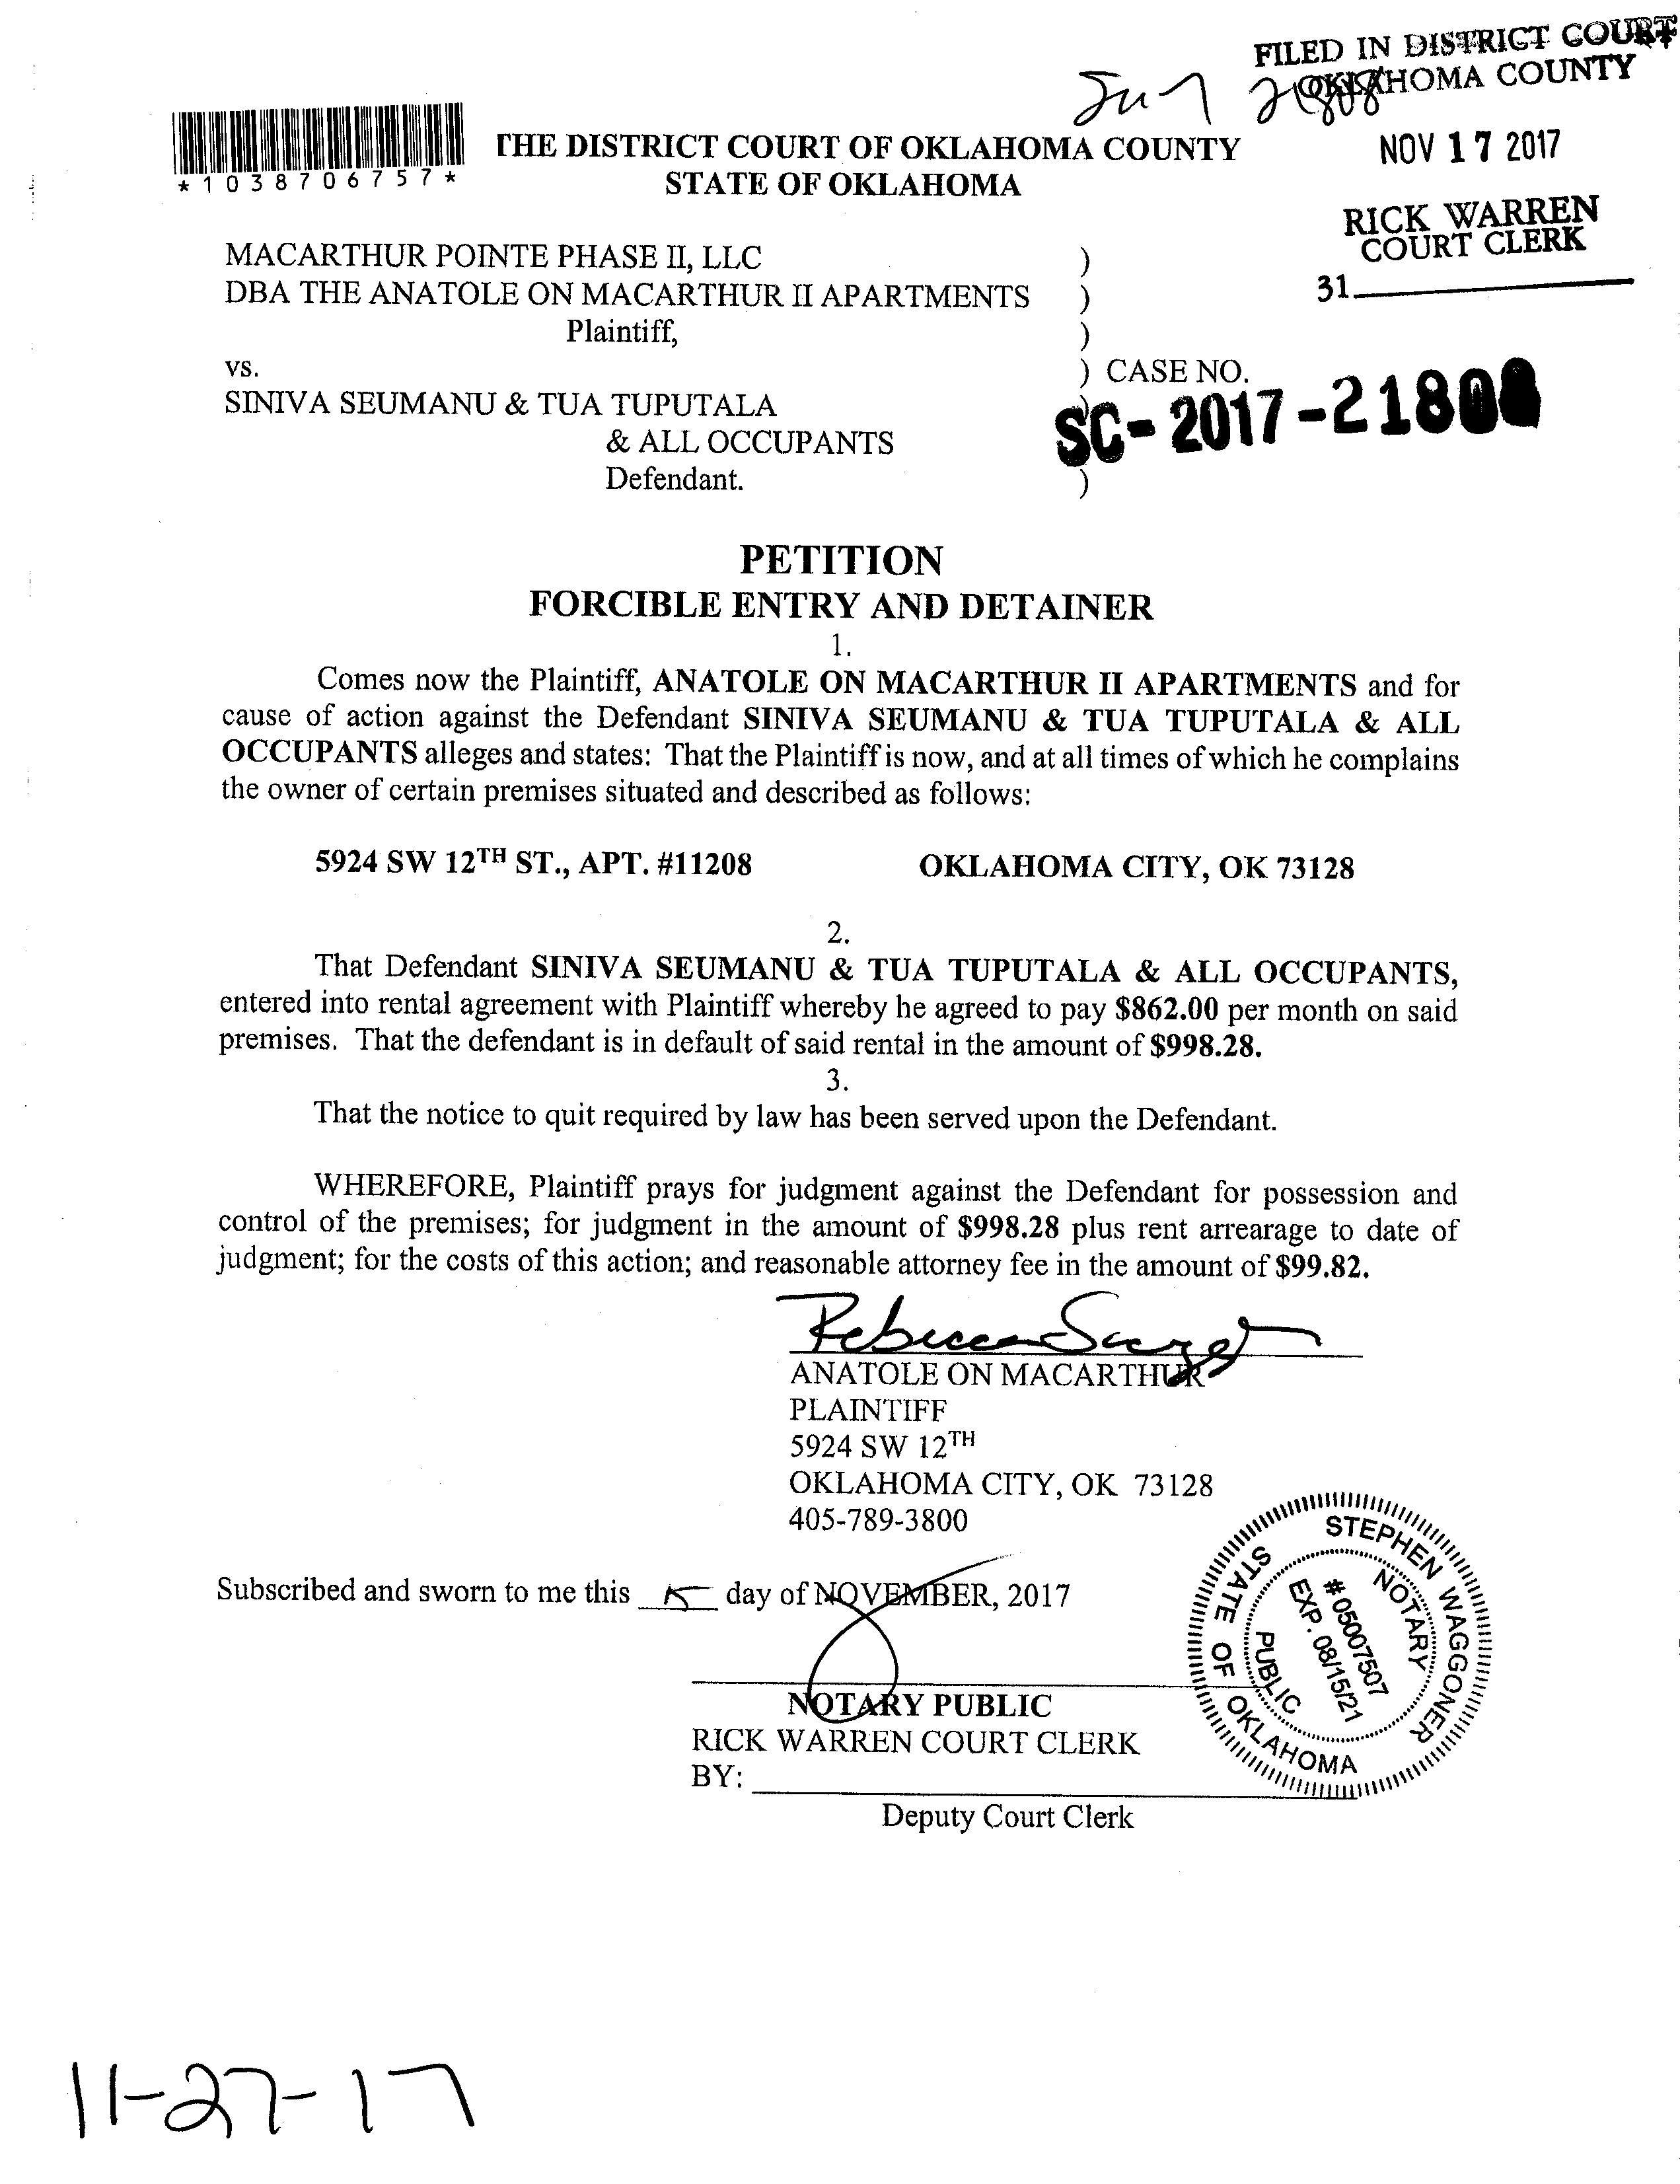 FILED IN DISTRICT COURT
OKLAHOMA COUNTY
NOV 17 2017
RICK WARREN
COURT CLERK
31
*1038706757*
THE DISTRICT COURT OF OKLAHOMA COUNTY
STATE OF OKLAHOMA
MACARTHUR POINTE PHASE II, LLC )
DBA THE ANATOLE ON MACARTHUR II APARTMENTS )
Plaintiff, )
vs. ) CASE NO.
SINIVA SEUMANU & TUA TUPUTALA )
SC-2017-21808
& ALL OCCUPANTS
Defendant. )
PETITION
FORCIBLE ENTRY AND DETAINER
1.
Comes now the Plaintiff, ANATOLE ON MACARTHUR II APARTMENTS and for
cause of action against the Defendant SINIVA SEUMANU & TUA TUPUTALA & ALL
OCCUPANTS alleges and states: That the Plaintiff is now, and at all times of which he complains
the owner of certain premises situated and described as follows:
5924 SW 12TH ST., APT. #11208 OKLAHOMA CITY, OK 73128
2.
That Defendant SINIVA SEUMANU & TUA TUPUTALA & ALL OCCUPANTS,
entered into rental agreement with Plaintiff whereby he agreed to pay $862.00 per month on said
premises. That the defendant is in default of said rental in the amount of $998.28.
3.
That the notice to quit required by law has been served upon the Defendant.
WHEREFORE, Plaintiff prays for judgment against the Defendant for possession and
control of the premises; for judgment in the amount of $998.28 plus rent arrearage to date of
judgment; for the costs of this action; and reasonable attorney fee in the amount of $99.82.
Rebecca
ANATOLE ON MACARTHUR
PLAINTIFF
5924 SW 12TH
OKLAHOMA CITY, OK 73128
405-789-3800
Subscribed and sworn to me this day of NOVEMBER, 2017
NOTARY PUBLIC
RICK WARREN COURT CLERK
BY:
Deputy Court Clerk
STEPHEN WAGGONER
NOTARY
# 05007507
EXP. 08/15/21
PUBLIC
STATE OF OKLAHOMA
11-27-17